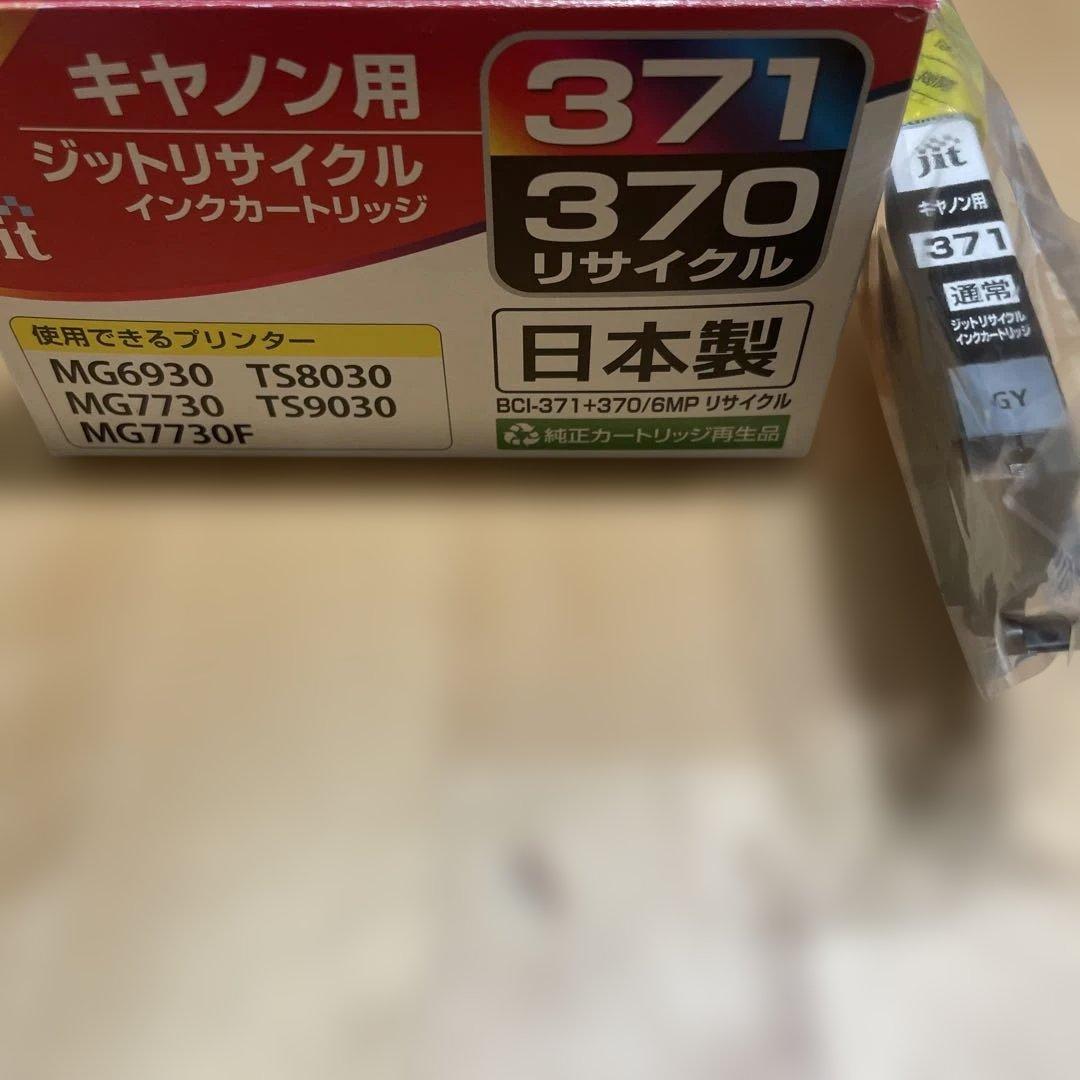 キヤノン用
ジットリサイクル
インクカートリッジ
jit
371
370
リサイクル
使用できるプリンター
MG6930 TS8030
MG7730 TS9030
MG7730F
日本製
BCI-371+370/6MP リサイクル
純正カートリッジ再生品
jit
キヤノン用
371
通常
ジットリサイクル
インクカートリッジ
GY